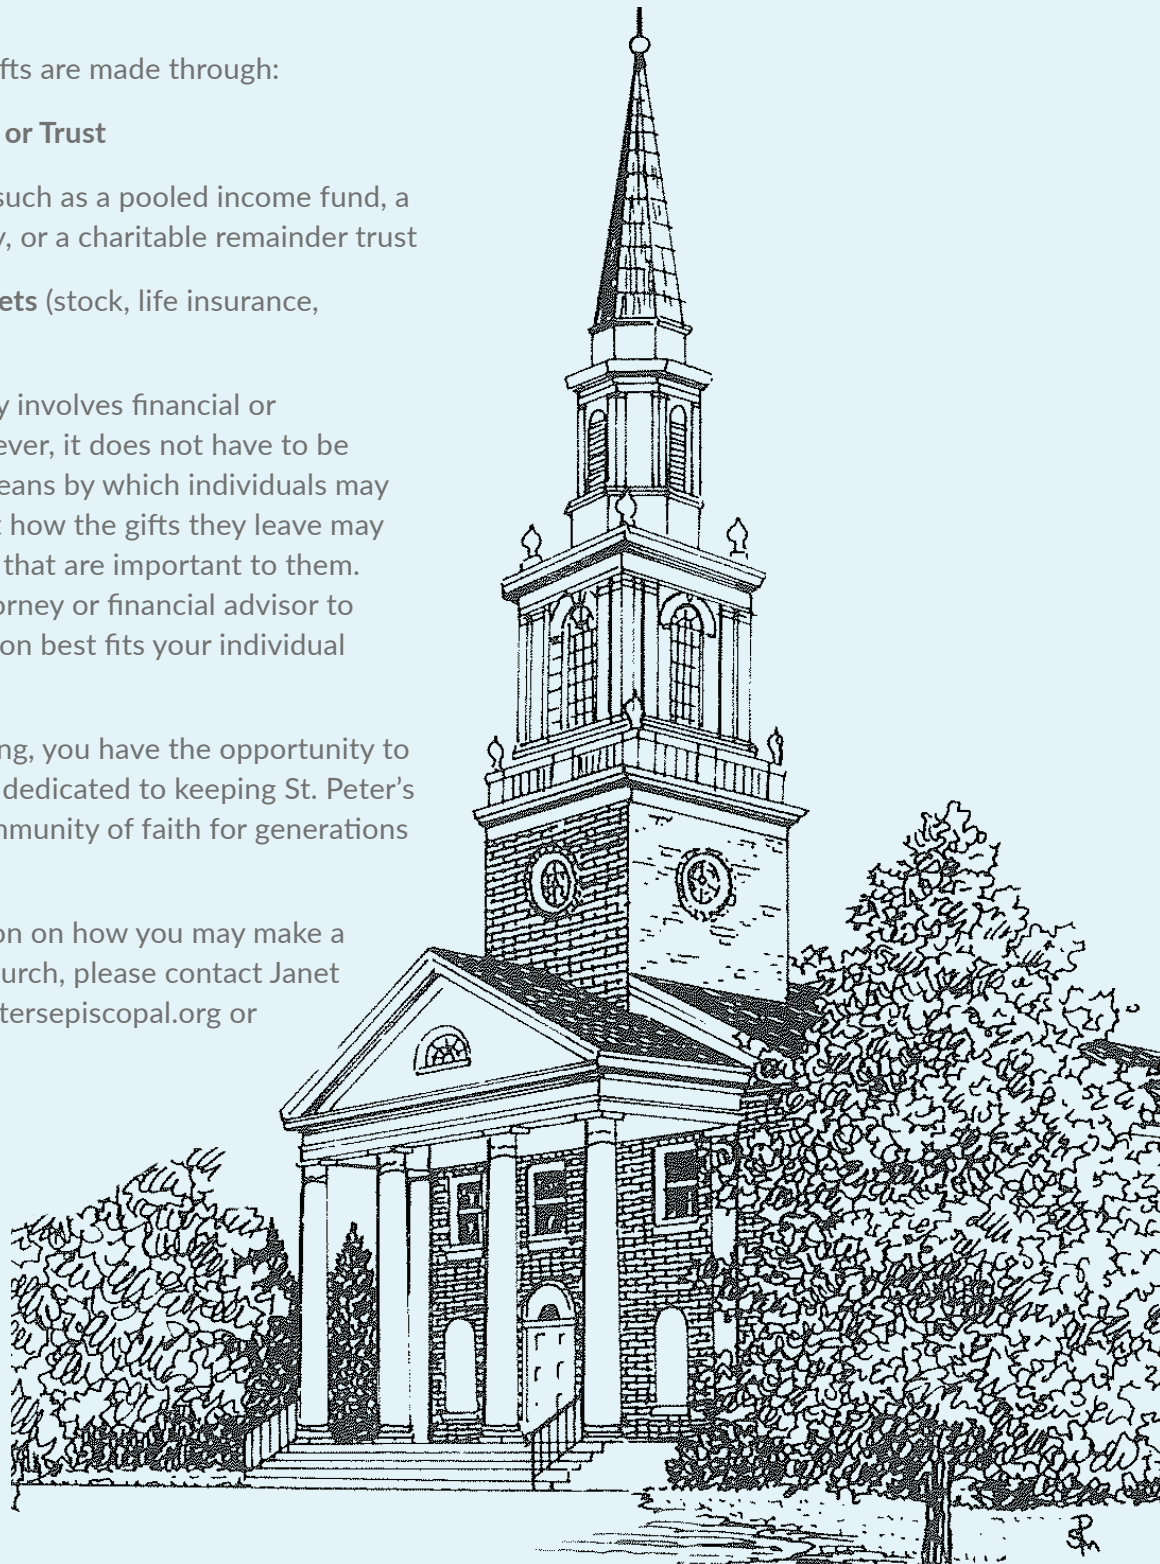 fts are made through:
or Trust
such as a pooled income fund, a
y, or a charitable remainder trust
ets (stock, life insurance,
y involves financial or
ever, it does not have to be
eans by which individuals may
t how the gifts they leave may
that are important to them.
orney or financial advisor to
on best fits your individual
ng, you have the opportunity to
dedicated to keeping St. Peter’s
mmunity of faith for generations
on on how you may make a
urch, please contact Janet
tersepiscopal.org or